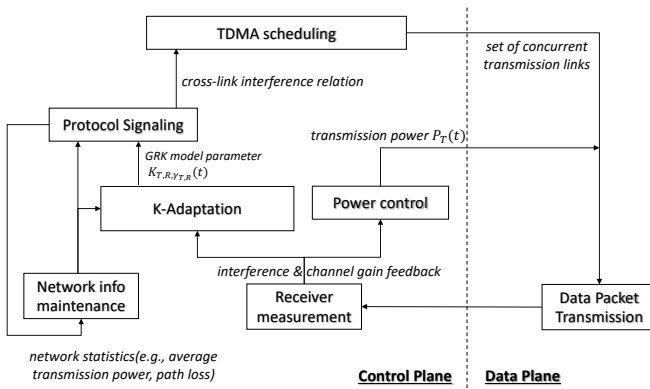 TDMA scheduling
set of concurrent
transmission links
cross-link interference relation
Protocol Signaling
transmission power P_T(t)
GRK model parameter
K_{T,R,γ_{T,R}}(t)
K-Adaptation
Power control
interference & channel gain feedback
Network info
maintenance
Receiver
measurement
Data Packet
Transmission
network statistics(e.g., average
transmission power, path loss)
Control Plane
Data Plane